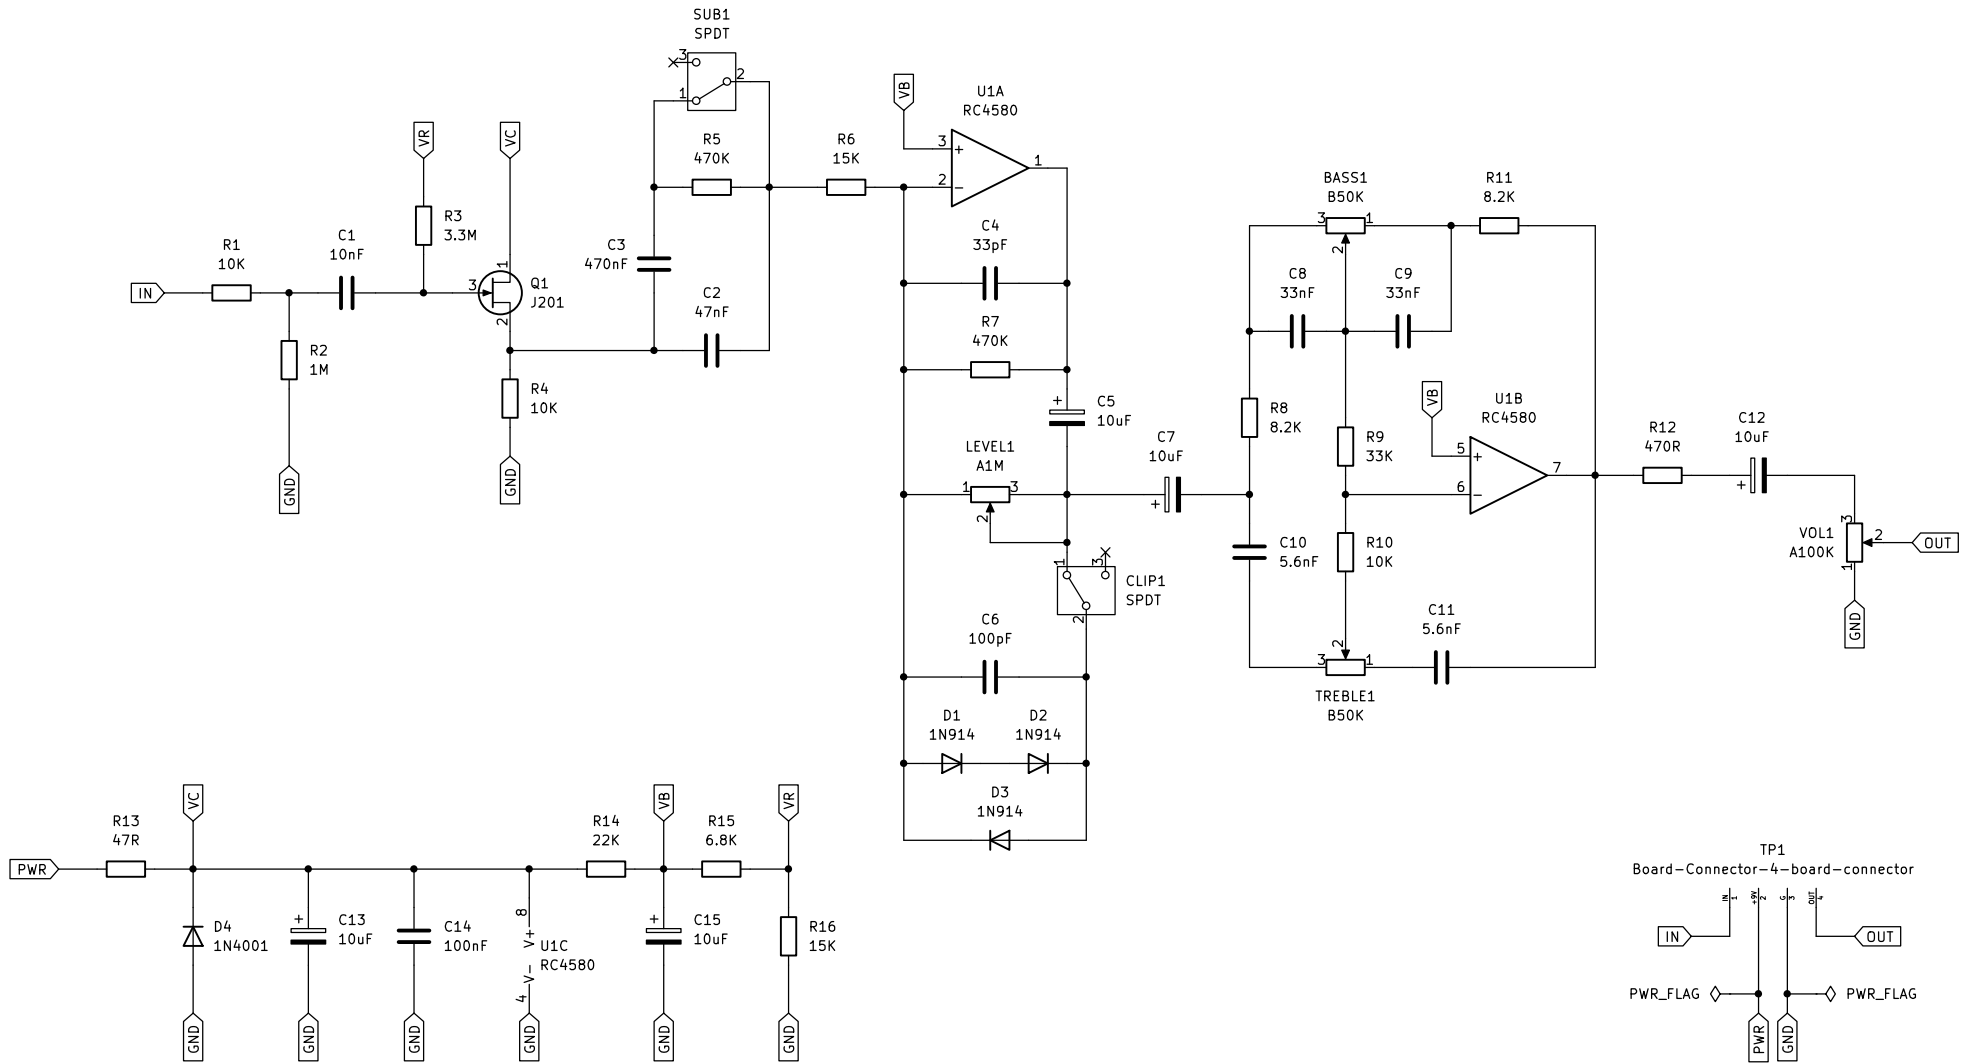 SUB1
SPDT
3
2
1
VB
U1A
RC4580
3
+
1
2
−
VR
VC
R5
470K
R6
15K
R3
3.3M
C4
33pF
BASS1
B50K
R11
8.2K
3
1
2
R1
10K
C1
10nF
C3
470nF
1
Q1
J201
3
2
IN
C2
47nF
C8
33nF
C9
33nF
R7
470K
R2
1M
R4
10K
+
C5
10uF
VB
U1B
RC4580
R8
8.2K
R9
33K
5
+
7
6
−
R12
470R
C12
10uF
+
LEVEL1
A1M
C7
10uF
1
3
2
+
GND
GND
C10
5.6nF
R10
10K
VOL1
A100K
3
2
1
OUT
1
3
CLIP1
SPDT
2
GND
C6
100pF
C11
5.6nF
2
3
1
TREBLE1
B50K
D1
1N914
D2
1N914
D3
1N914
VC
VB
VR
R13
47R
R14
22K
R15
6.8K
PWR
D4
1N4001
+
C13
10uF
C14
100nF
8
V+
U1C
RC4580
V-
4
+
C15
10uF
R16
15K
GND
GND
GND
GND
GND
GND
TP1
Board-Connector-4-board-connector
IN
1
+9V
2
G
3
OUT
4
IN
OUT
PWR_FLAG
PWR_FLAG
PWR
GND